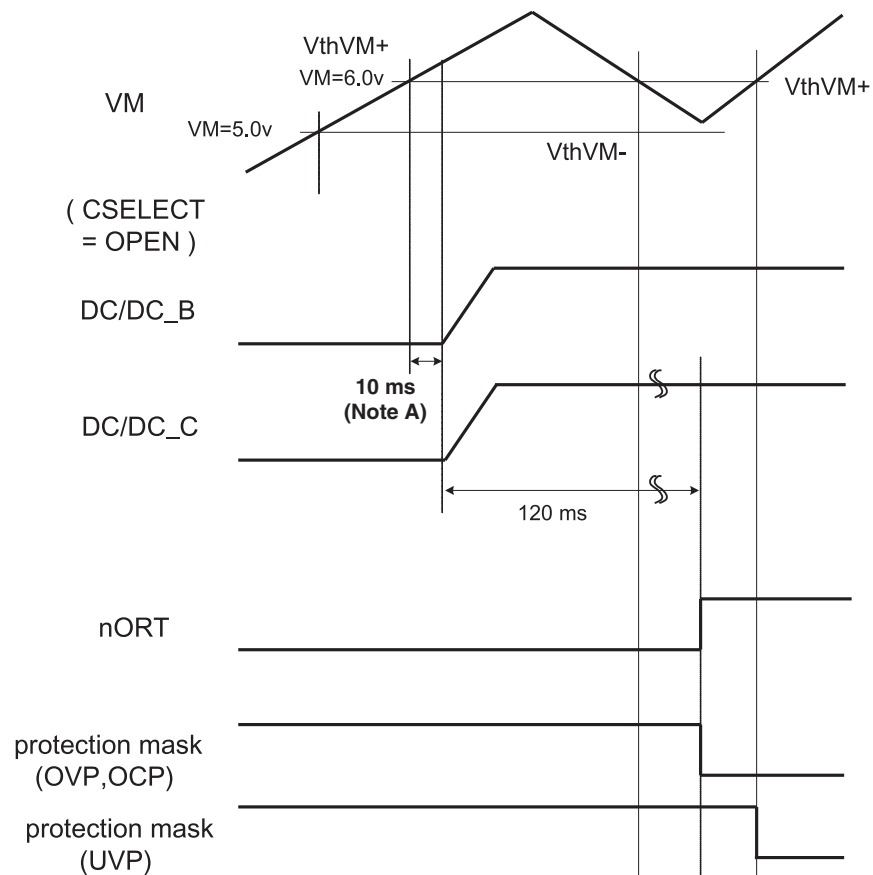 VthVM+
VM=6.0v
VthVM+
VM
VM=5.0v
VthVM-
( CSELECT
= OPEN )
DC/DC_B
10 ms
(Note A)
DC/DC_C
120 ms
nORT
protection mask
(OVP,OCP)
protection mask
(UVP)